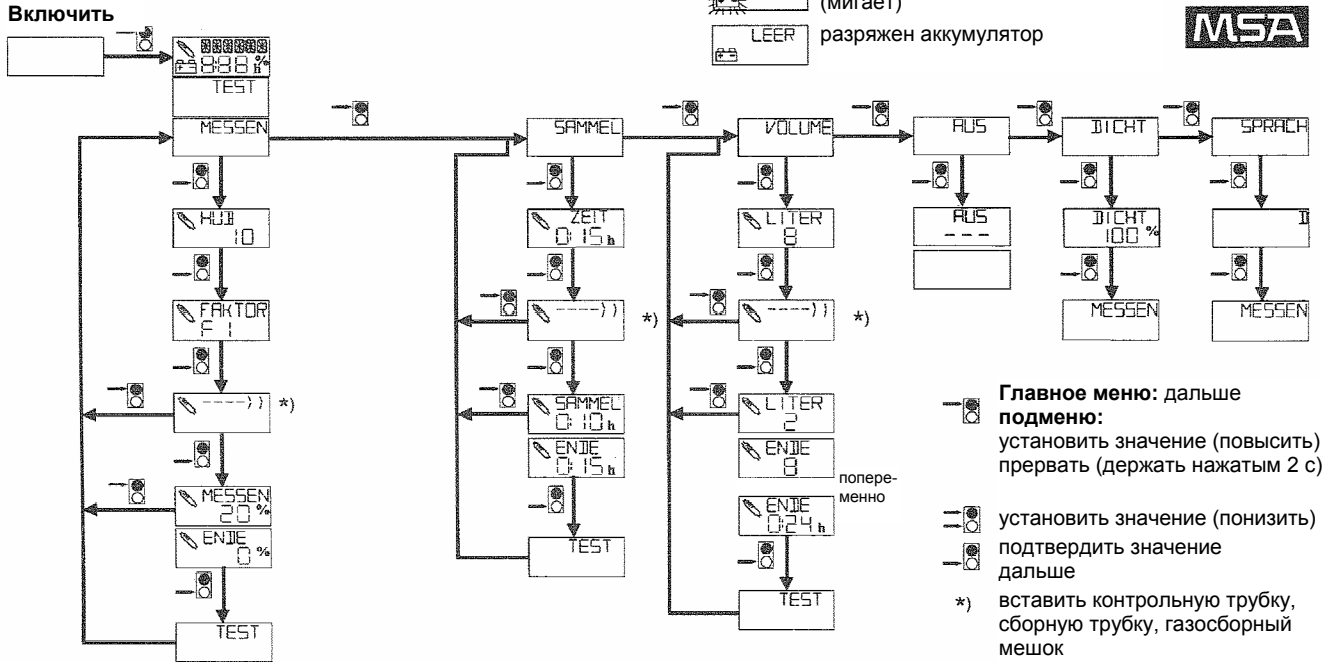 Включить
(мигает)
LEER разряжен аккумулятор
MSA
8:88 % h
TEST
MESSEN
SAMMEL
VOLUME
AUS
DICHT
SPRACH
HUB
10
ZEIT
0:15 h
LITER
8
AUS
- - -
DICHT
100 %
D
FAKTOR
F 1
----))
*)
----))
*)
MESSEN
MESSEN
----))
*)
SAMMEL
0:10 h
LITER
2
MESSEN
20 %
ENDE
0:15 h
ENDE
8
попере-
менно
ENDE
0 %
ENDE
0:24 h
TEST
TEST
TEST
Главное меню: дальше
подменю:
установить значение (повысить)
прервать (держать нажатым 2 с)
установить значение (понизить)
подтвердить значение
дальше
*) вставить контрольную трубку,
сборную трубку, газосборный
мешок